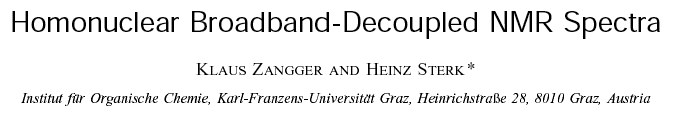 Homonuclear Broadband-Decoupled NMR Spectra
KLAUS ZANGGER AND HEINZ STERK*
Institut für Organische Chemie, Karl-Franzens-Universität Graz, Heinrichstraße 28, 8010 Graz, Austria